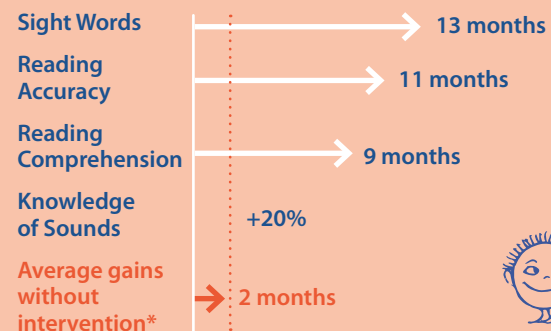 Sight Words
13 months
Reading
Accuracy
11 months
Reading
Comprehension
9 months
Knowledge
of Sounds
+20%
Average gains
without
intervention*
2 months